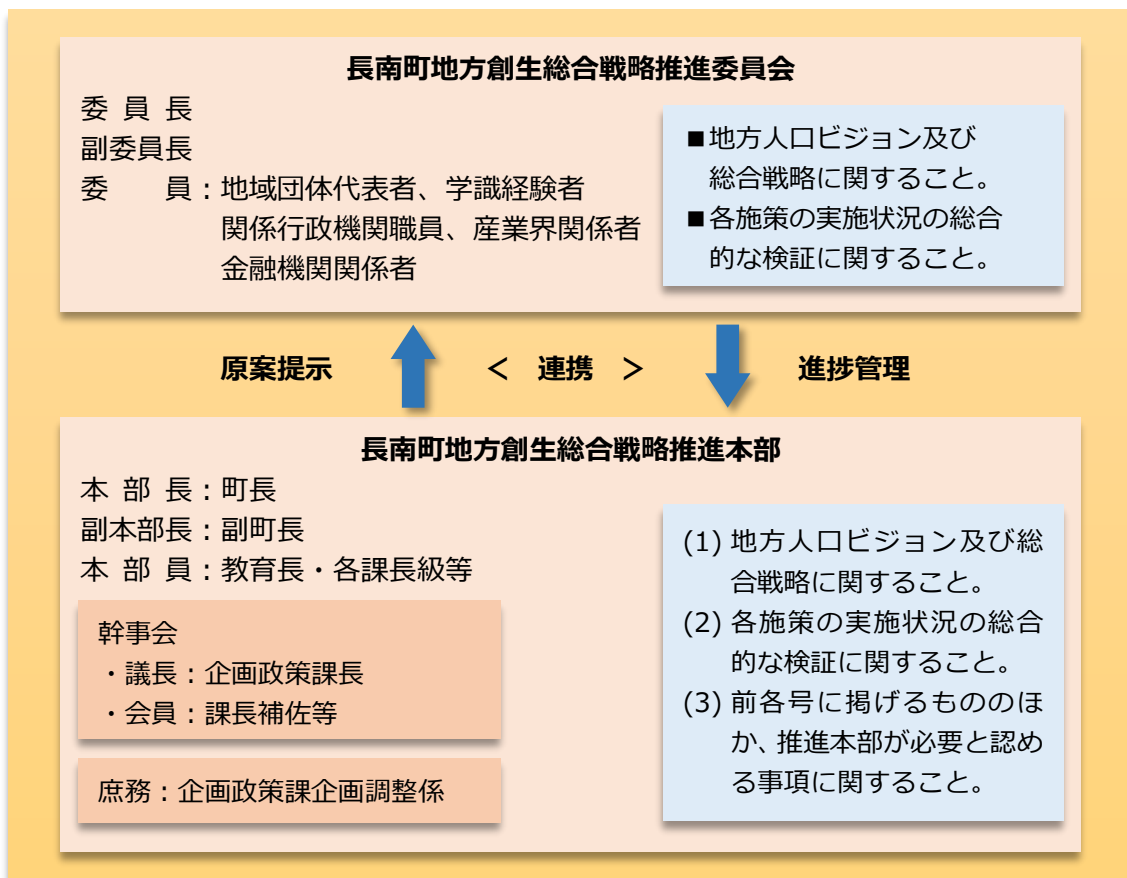 長南町地方創生総合戦略推進委員会
委 員 長
副委員長
委　　員：地域団体代表者、学識経験者
関係行政機関職員、産業界関係者
金融機関関係者
■地方人口ビジョン及び
総合戦略に関すること。
■各施策の実施状況の総合
的な検証に関すること。
原案提示
＜ 連携 ＞
進捗管理
長南町地方創生総合戦略推進本部
本 部 長：町長
副本部長：副町長
本 部 員：教育長・各課長級等
幹事会
・議長：企画政策課長
・会員：課長補佐等
庶務：企画政策課企画調整係
(1) 地方人口ビジョン及び総
合戦略に関すること。
(2) 各施策の実施状況の総合
的な検証に関すること。
(3) 前各号に掲げるもののほ
か、推進本部が必要と認め
る事項に関すること。